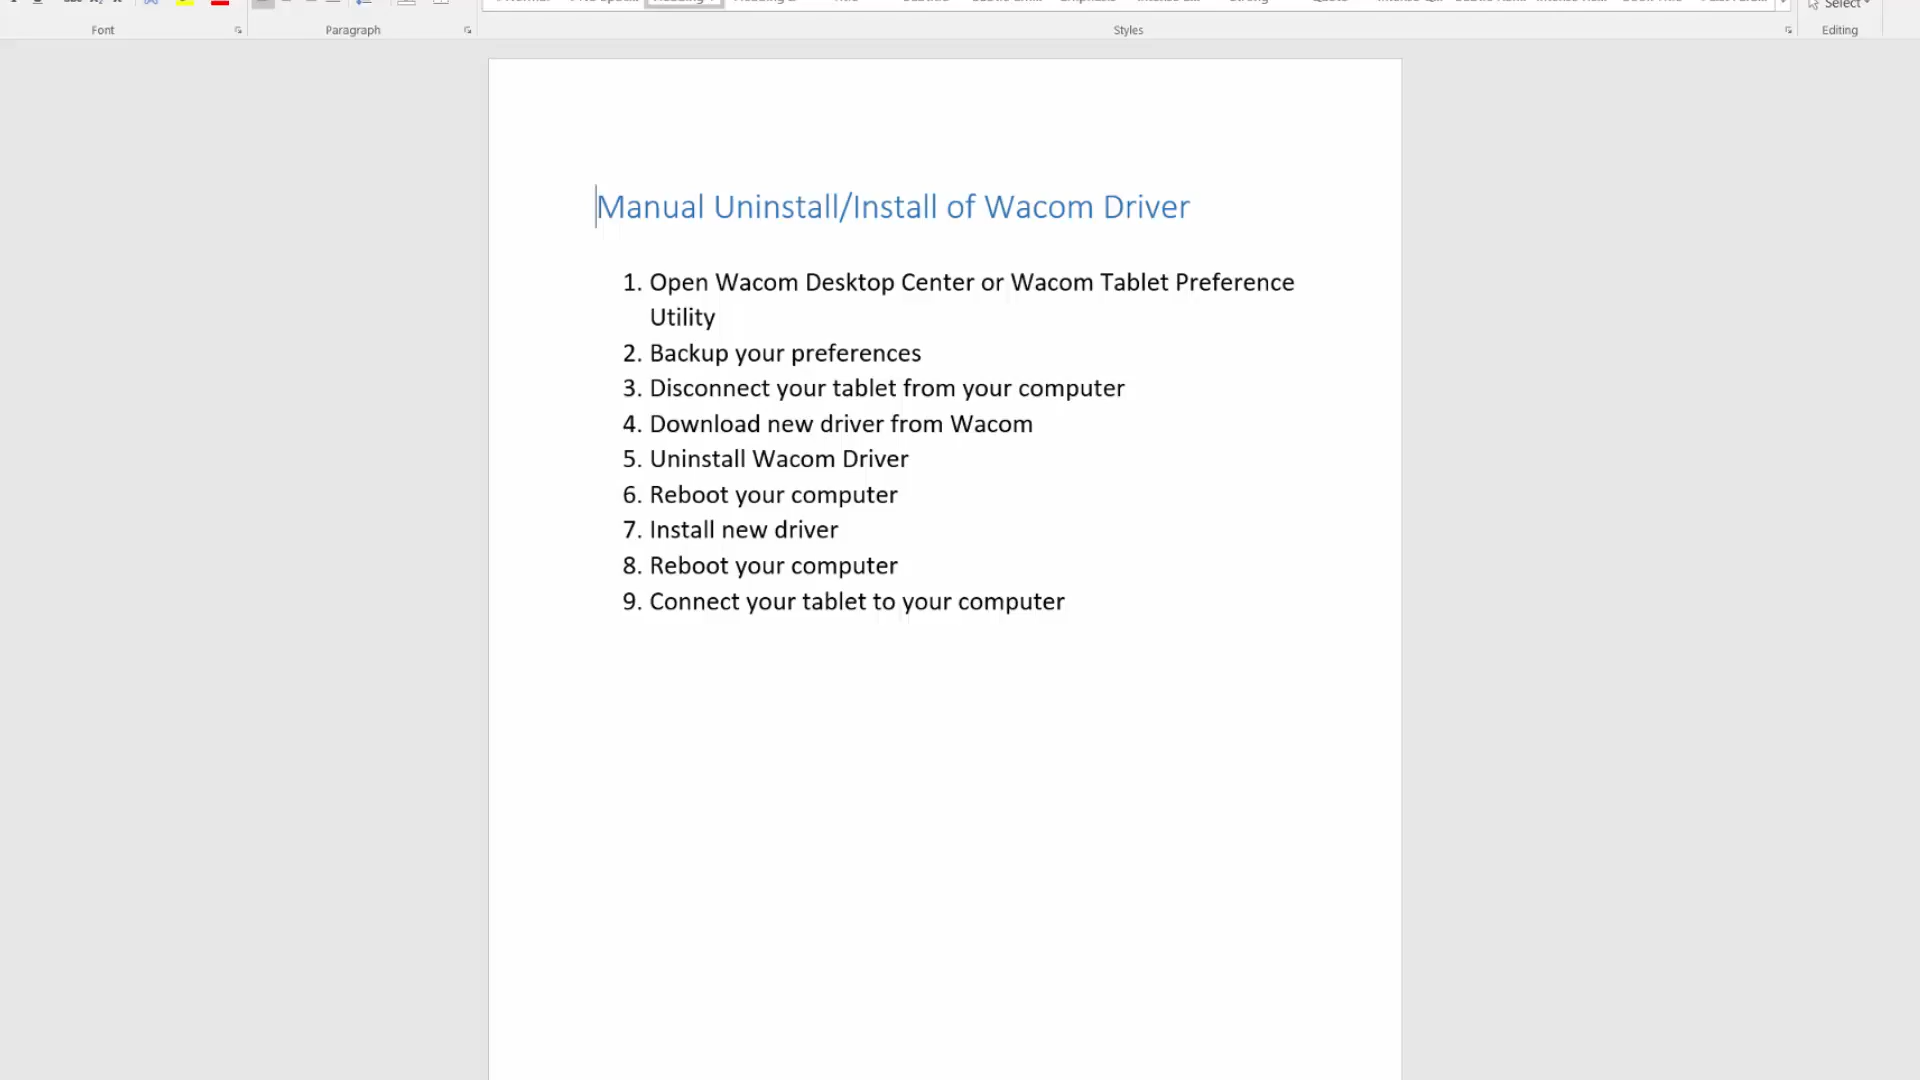 Select
Font
Paragraph
Styles
Editing
Manual Uninstall/Install of Wacom Driver
1. Open Wacom Desktop Center or Wacom Tablet Preference
Utility
2. Backup your preferences
3. Disconnect your tablet from your computer
4. Download new driver from Wacom
5. Uninstall Wacom Driver
6. Reboot your computer
7. Install new driver
8. Reboot your computer
9. Connect your tablet to your computer